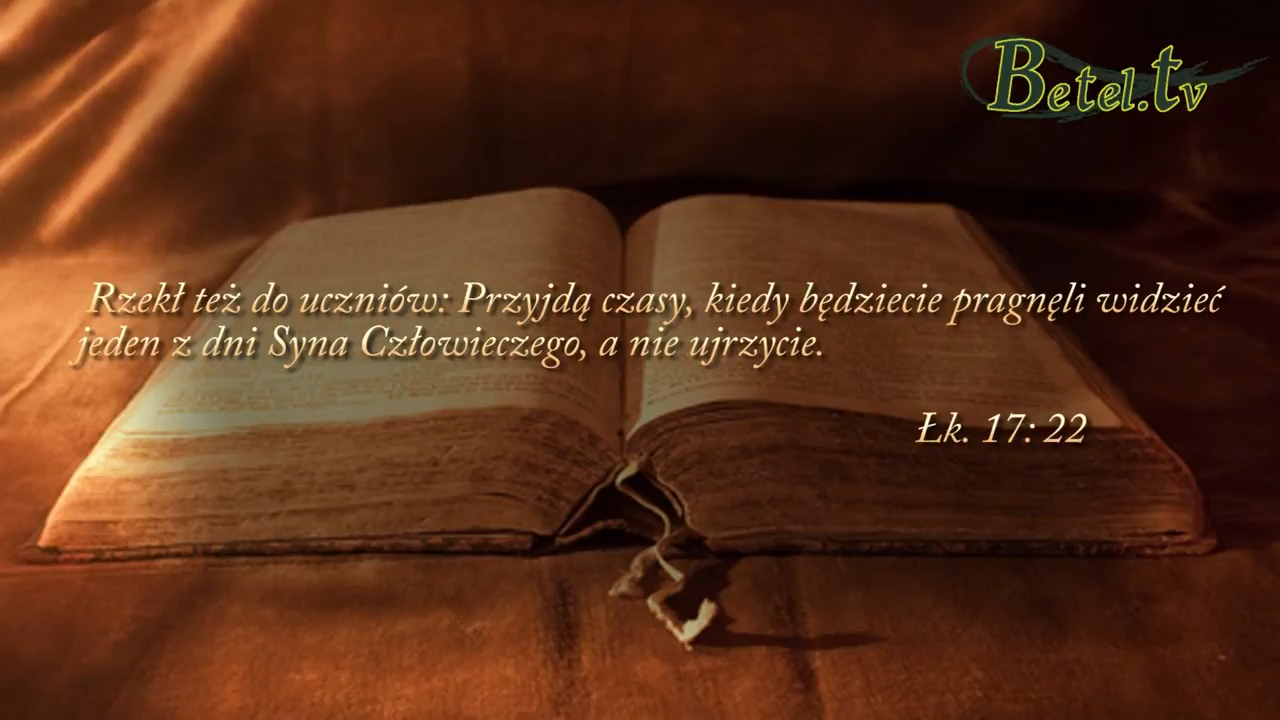 Betel.tv
Rzekł też do uczniów: Przyjdą czasy, kiedy będziecie pragnęli widzieć
jeden z dni Syna Człowieczego, a nie ujrzycie.
Łk. 17: 22